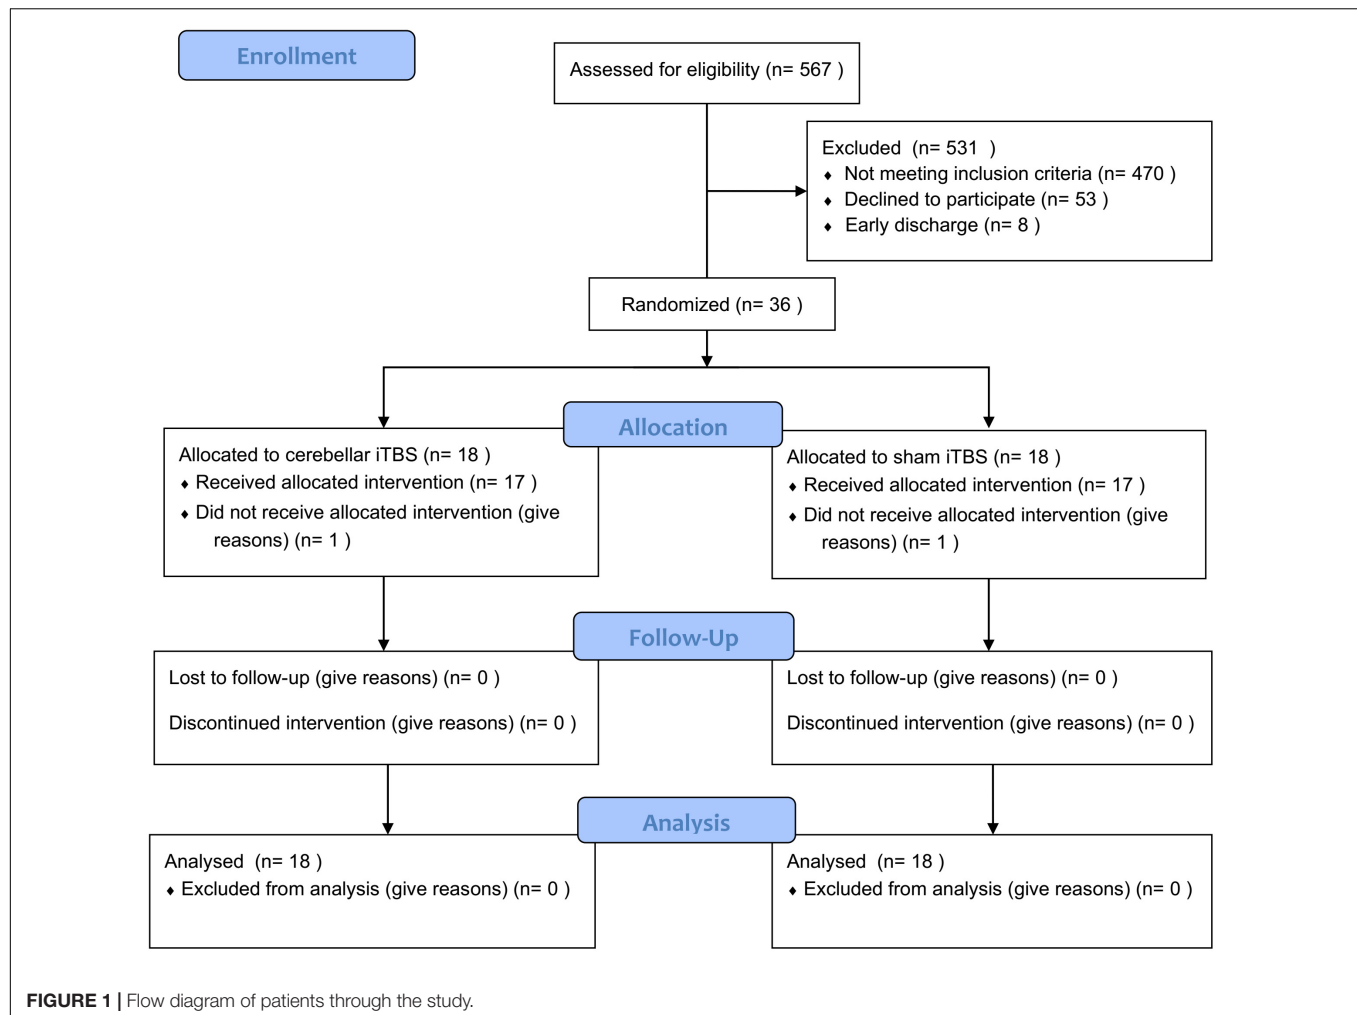 Enrollment
Assessed for eligibility (n= 567 )
Excluded  (n= 531  )
♦ Not meeting inclusion criteria (n= 470 )
♦ Declined to participate (n= 53 )
♦ Early discharge (n= 8 )
Randomized (n= 36 )
Allocation
Allocated to cerebellar iTBS (n= 18 )
♦ Received allocated intervention (n= 17 )
♦ Did not receive allocated intervention (give
reasons) (n= 1 )
Allocated to sham iTBS (n= 18 )
♦ Received allocated intervention (n= 17 )
♦ Did not receive allocated intervention (give
reasons) (n= 1 )
Follow-Up
Lost to follow-up (give reasons) (n= 0 )
Discontinued intervention (give reasons) (n= 0 )
Lost to follow-up (give reasons) (n= 0 )
Discontinued intervention (give reasons) (n= 0 )
Analysis
Analysed  (n= 18 )
♦ Excluded from analysis (give reasons) (n= 0 )
Analysed  (n= 18 )
♦ Excluded from analysis (give reasons) (n= 0 )
FIGURE 1 | Flow diagram of patients through the study.